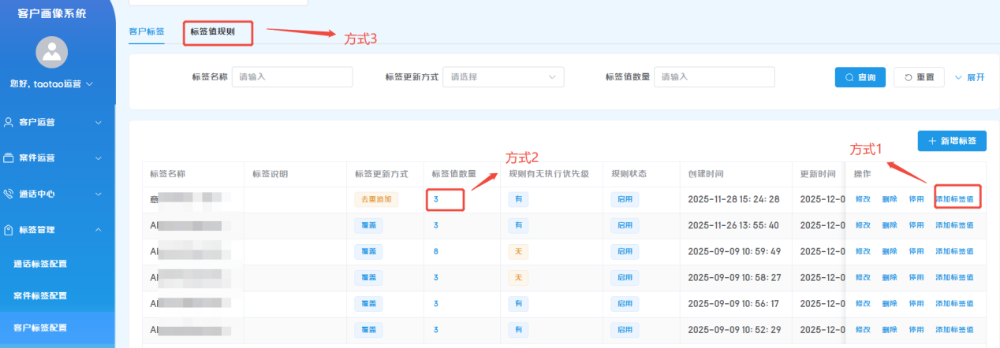 客户画像系统
您好, taotao运营
客户运营
案件运营
通话中心
标签管理
通话标签配置
案件标签配置
客户标签配置
客户标签 标签值规则 方式3
标签名称 请输入 标签更新方式 请选择 标签值数量 请输入 查询 重置 展开
新增标签
方式2 方式1
标签名称 标签说明 标签更新方式 标签值数量 规则有无执行优先级 规则状态 创建时间 更新时间 操作
意 去重追加 3 有 启用 2025-11-28 15:24:28 2025-12-0 修改 删除 停用 添加标签值
AI 覆盖 3 有 启用 2025-11-26 13:55:40 2025-12-0 修改 删除 停用 添加标签值
AI 覆盖 8 无 启用 2025-09-09 10:59:49 2025-12-0 修改 删除 停用 添加标签值
AI 覆盖 3 无 启用 2025-09-09 10:58:27 2025-12-0 修改 删除 停用 添加标签值
AI 覆盖 3 有 启用 2025-09-09 10:56:17 2025-12-0 修改 删除 停用 添加标签值
AI 覆盖 3 有 启用 2025-09-09 10:52:29 2025-12-0 修改 删除 停用 添加标签值